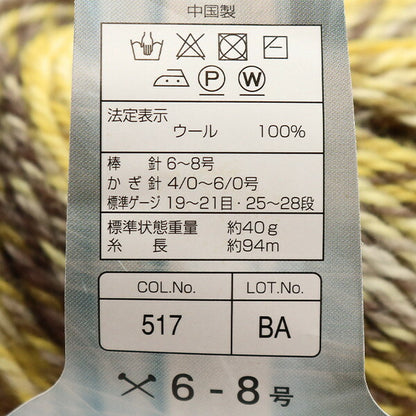 中国製
P W
法定表示
ウール 100%
棒 針 6〜8号
かぎ針 4/0〜6/0号
標準ゲージ 19〜21目・25〜28段
標準状態重量 約40g
糸 長 約94m
COL.No. LOT.No.
517 BA
6-8号